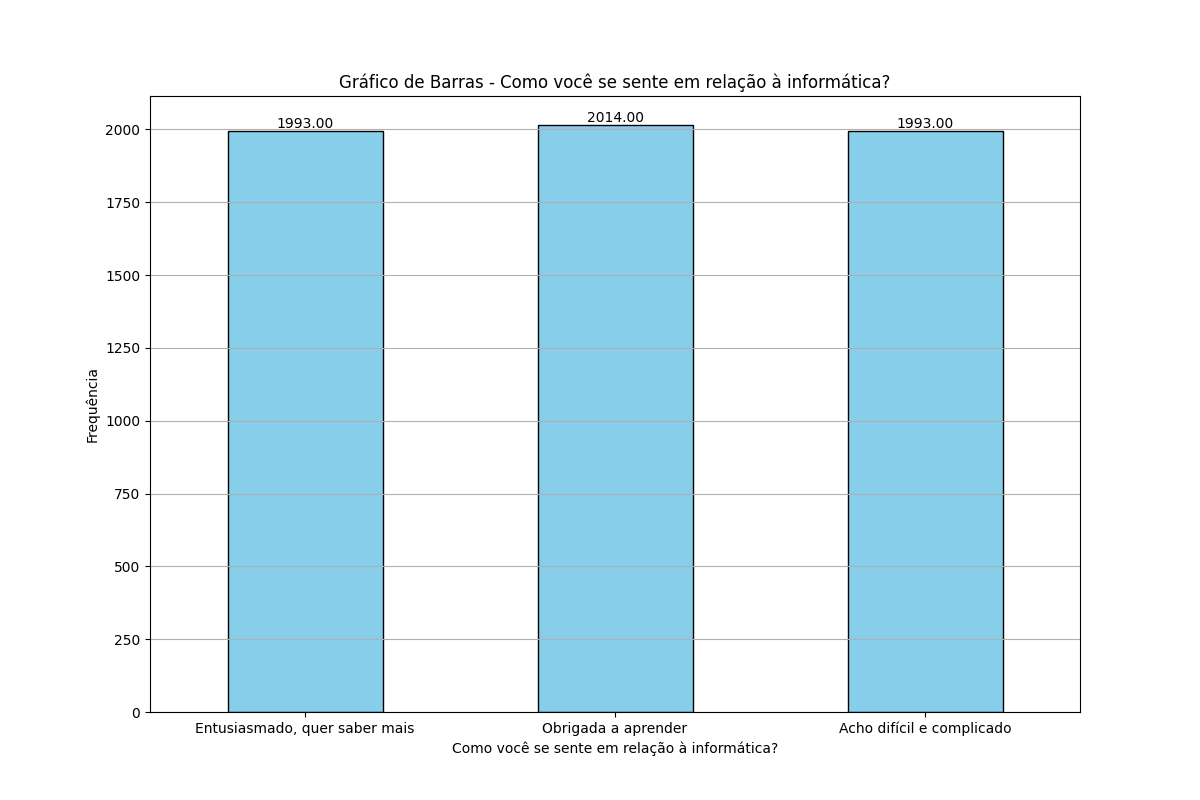 Gráfico de Barras - Como você se sente em relação à informática?
1993.00
2014.00
1993.00
2000
1750
1500
1250
1000
750
500
250
0
Frequência
Entusiasmado, quer saber mais
Obrigada a aprender
Acho difícil e complicado
Como você se sente em relação à informática?